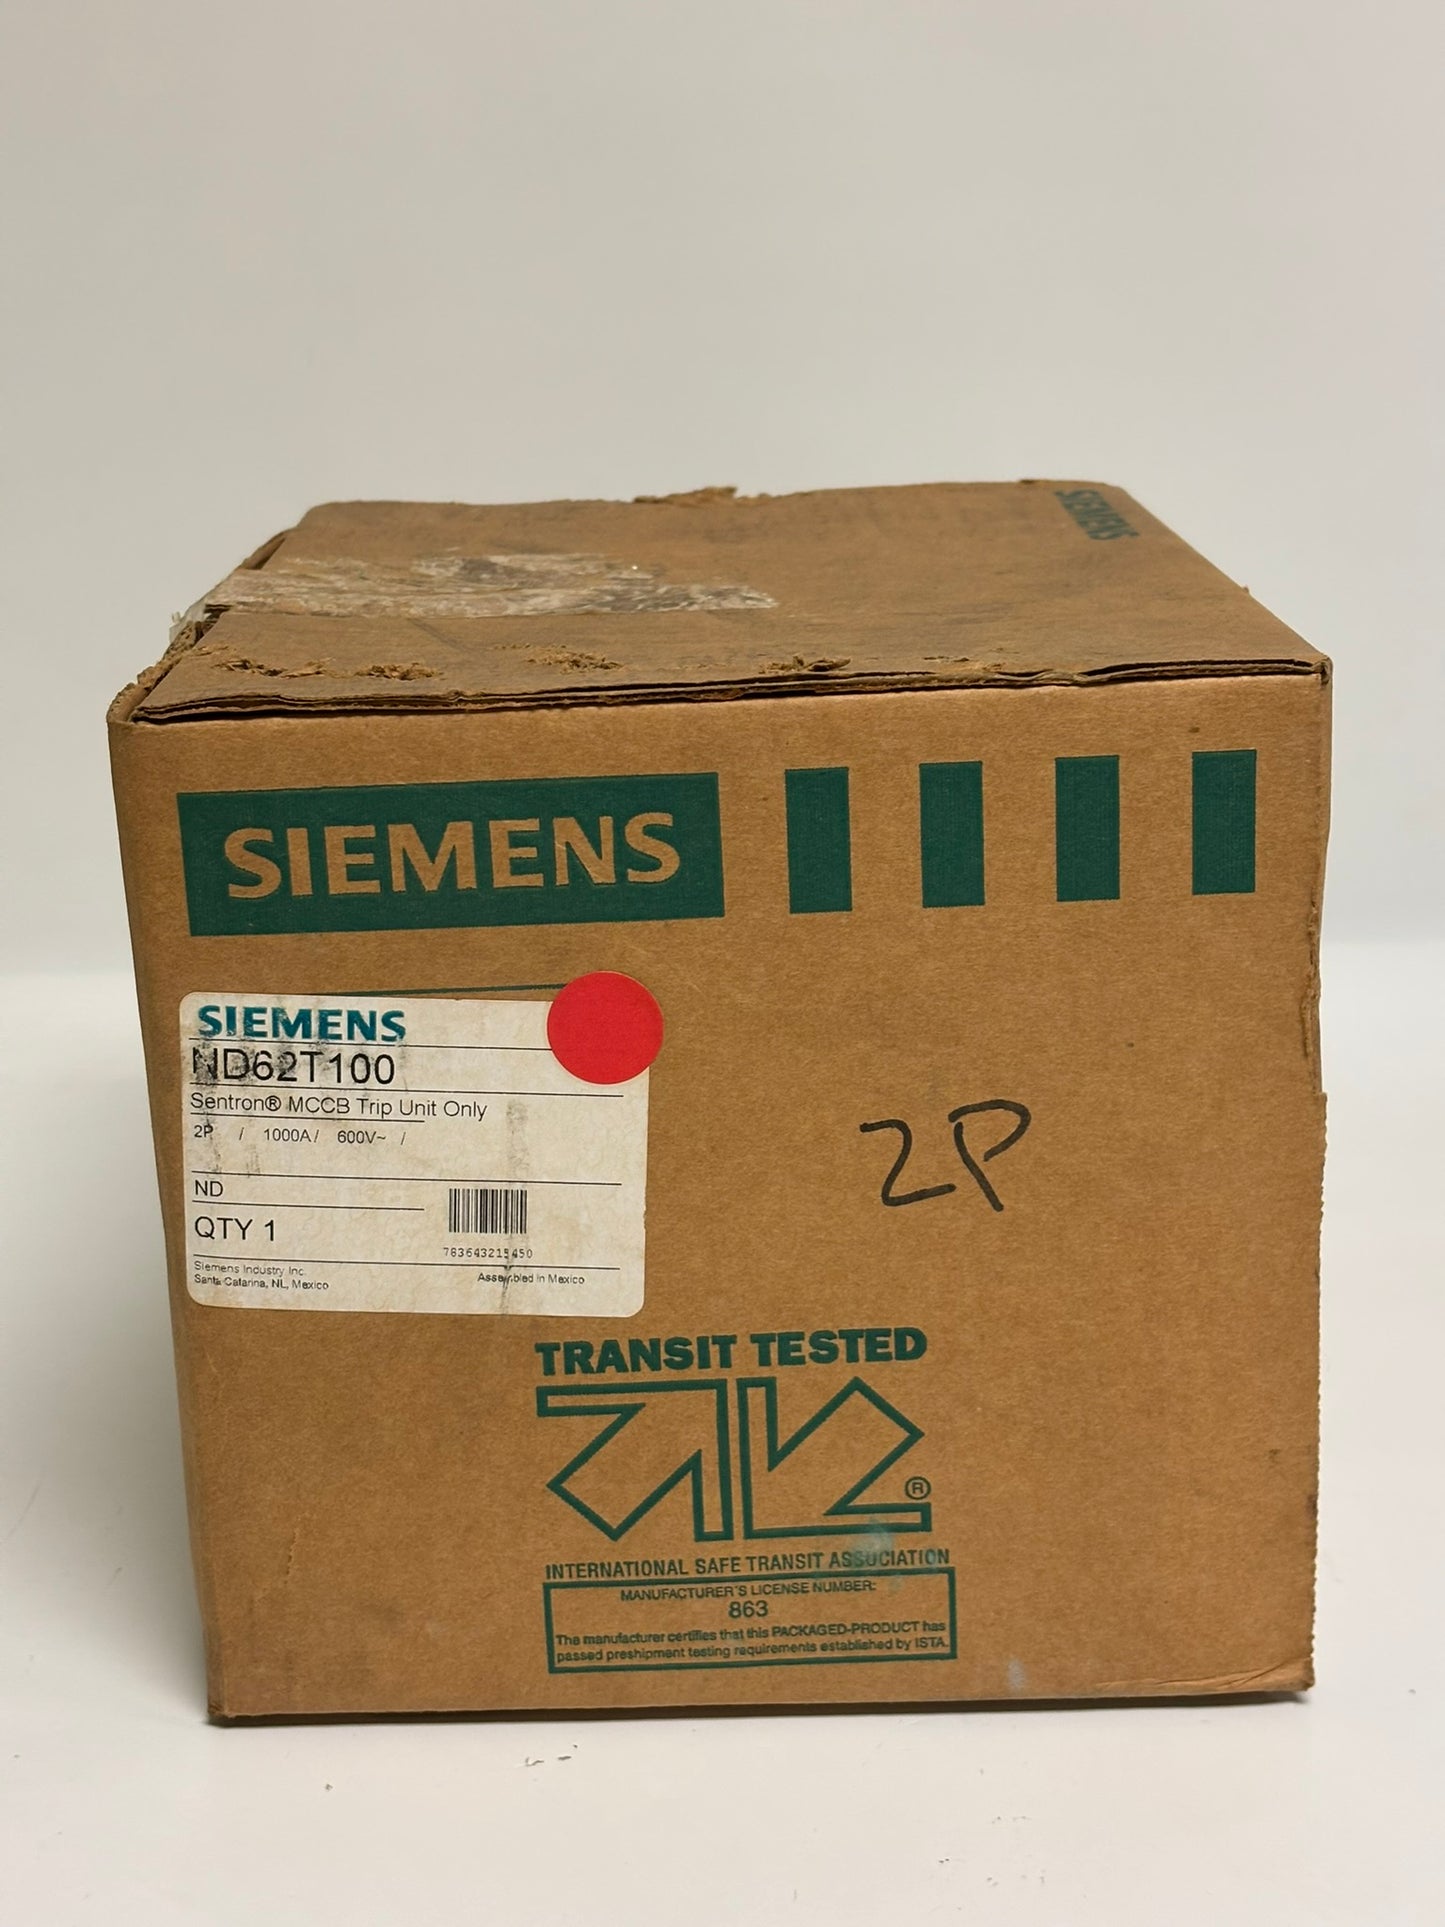 SIEMENS
SIEMENS
SIEMENS
ND62T100
Sentron® MCCB Trip Unit Only
2P / 1000A / 600V~ /
ND
QTY 1
783643215450
Siemens Industry Inc.
Santa Catarina, NL, Mexico
Assembled in Mexico
2P
TRANSIT TESTED
®
INTERNATIONAL SAFE TRANSIT ASSOCIATION
MANUFACTURER'S LICENSE NUMBER:
863
The manufacturer certifies that this PACKAGED-PRODUCT has
passed preshipment testing requirements established by ISTA.